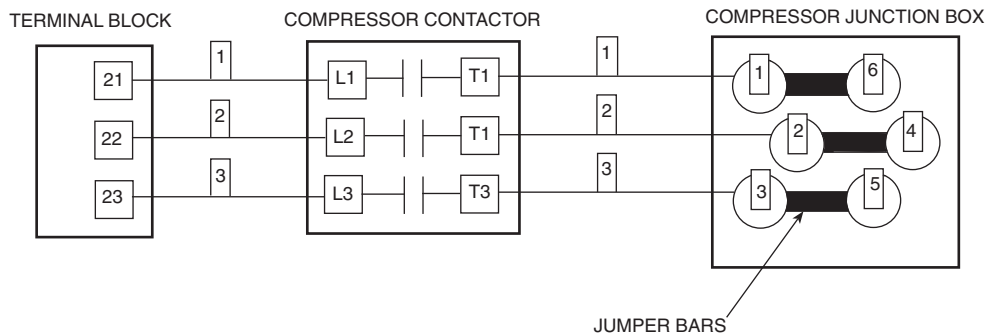 TERMINAL BLOCK
COMPRESSOR CONTACTOR
COMPRESSOR JUNCTION BOX
21
1
L1
T1
1
1
6
22
2
L2
T1
2
2
4
23
3
L3
T3
3
3
5
JUMPER BARS